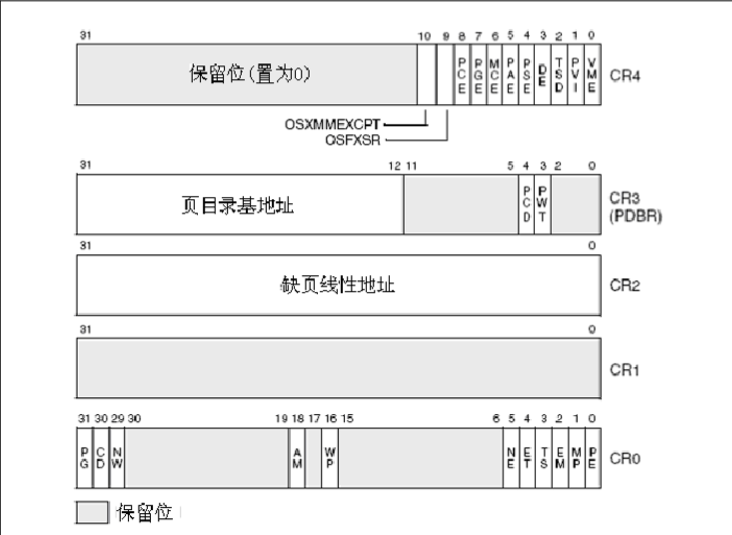 31 10 9 8 7 6 5 4 3 2 1 0
保留位(置为0) PCE PGE MCE PAE PSE DE TSD PVI VME CR4
OSXMMEXCPT
OSFXSR
31 12 11 5 4 3 2 0
页目录基地址 PCD PWT CR3
(PDBR)
31 0
缺页线性地址 CR2
31 0
CR1
31 30 29 30 19 18 17 16 15 6 5 4 3 2 1 0
PG CD NW AM WP NE ET TS EM MP PE CR0
保留位